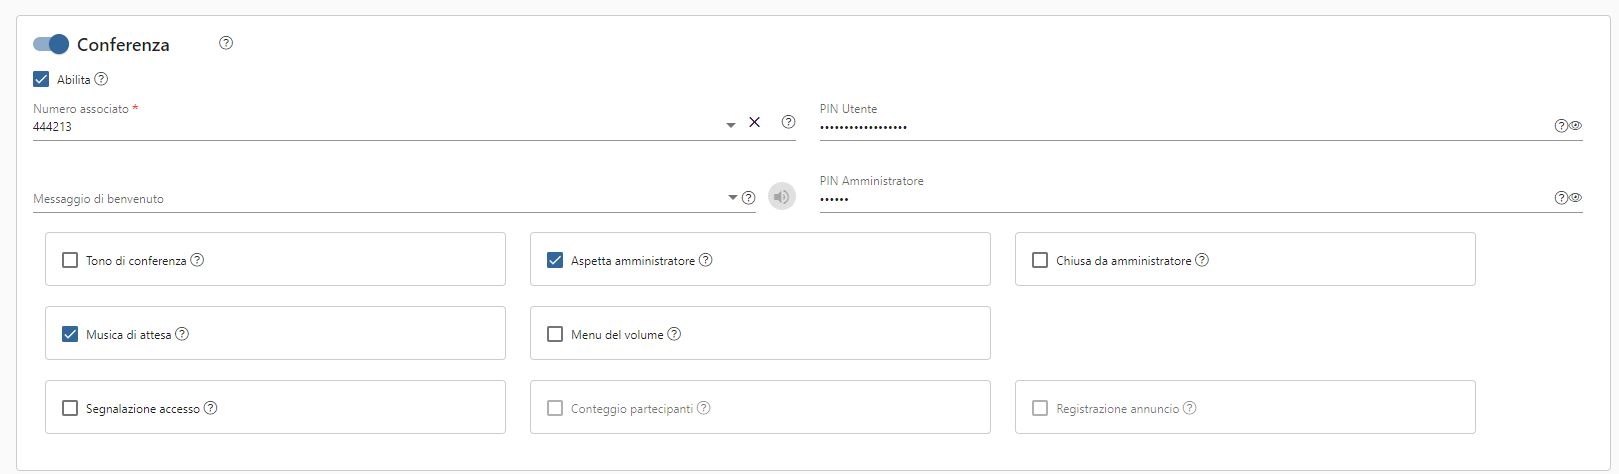 Conferenza
Abilita
Numero associato *
444213
PIN Utente
••••••••••••••••••
Messaggio di benvenuto
PIN Amministratore
••••••
Tono di conferenza
Aspetta amministratore
Chiusa da amministratore
Musica di attesa
Menu del volume
Segnalazione accesso
Conteggio partecipanti
Registrazione annuncio